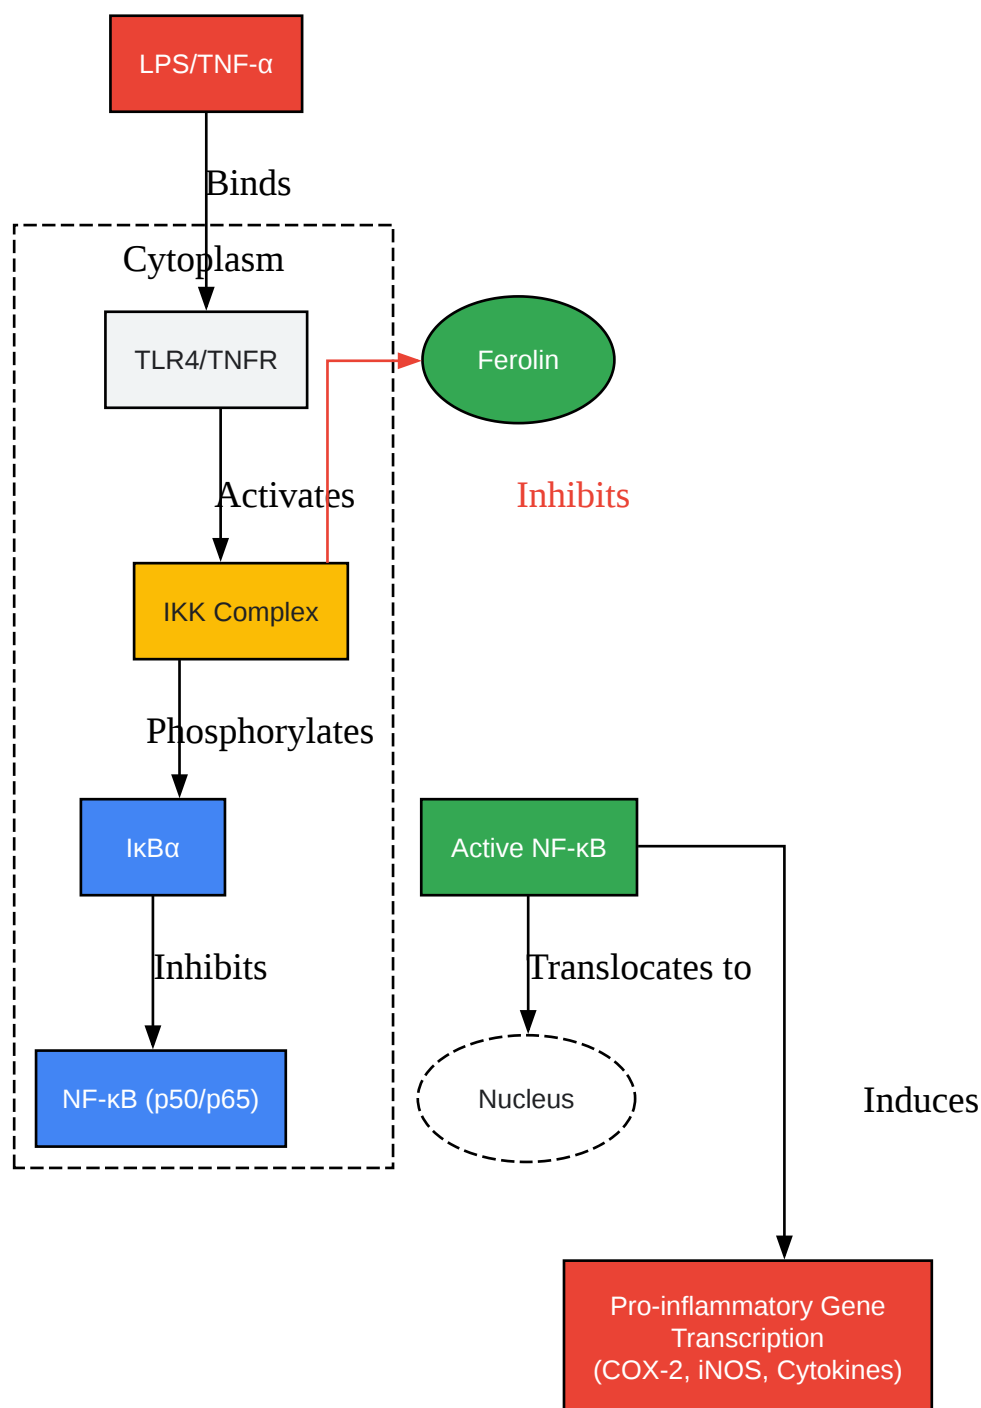 LPS/TNF-α
Binds
Cytoplasm
TLR4/TNFR
Ferolin
Activates
Inhibits
IKK Complex
Phosphorylates
IκBα
Active NF-κB
Inhibits
Translocates to
NF-κB (p50/p65)
Nucleus
Induces
Pro-inflammatory Gene
Transcription
(COX-2, iNOS, Cytokines)